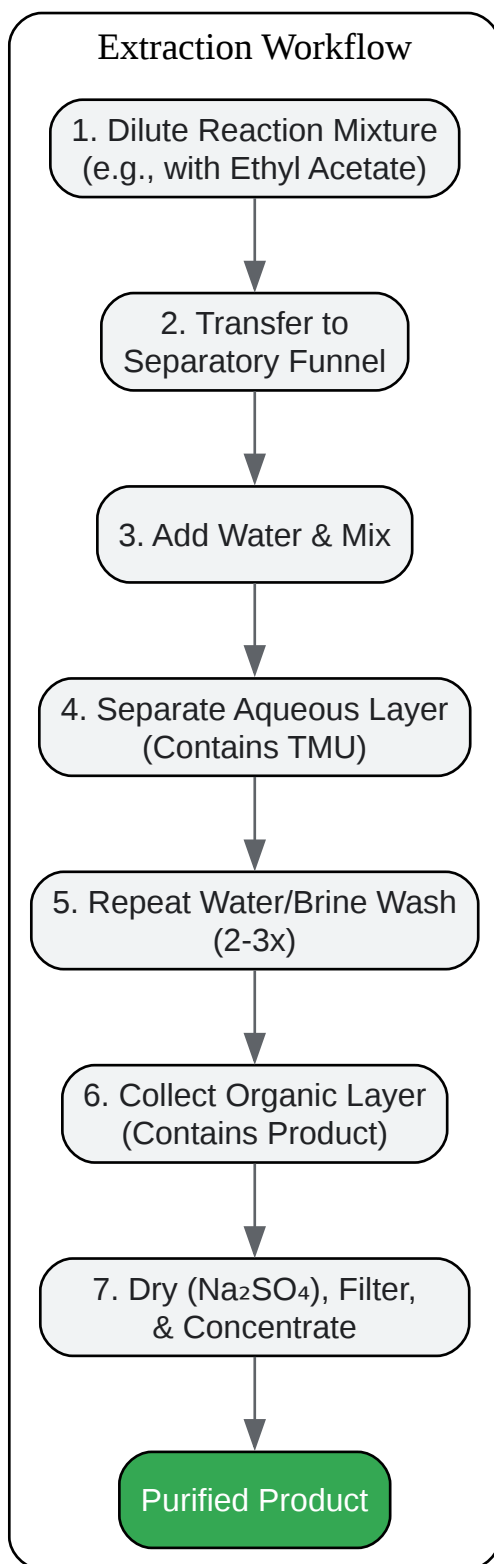 Extraction Workflow
1. Dilute Reaction Mixture
(e.g., with Ethyl Acetate)
2. Transfer to
Separatory Funnel
3. Add Water & Mix
4. Separate Aqueous Layer
(Contains TMU)
5. Repeat Water/Brine Wash
(2-3x)
6. Collect Organic Layer
(Contains Product)
7. Dry (Na₂SO₄), Filter,
& Concentrate
Purified Product